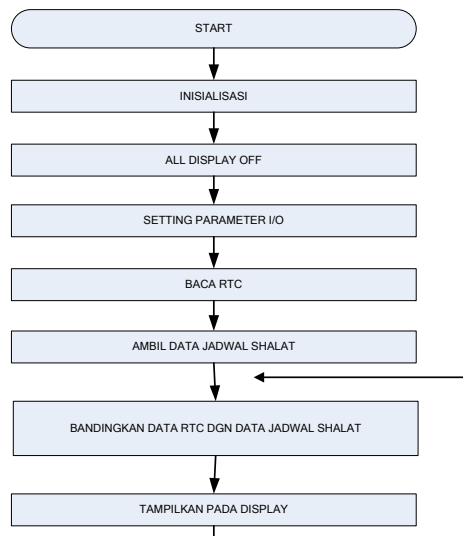 START
INISIALISASI
ALL DISPLAY OFF
SETTING PARAMETER I/O
BACA RTC
AMBIL DATA JADWAL SHALAT
BANDINGKAN DATA RTC DGN DATA JADWAL SHALAT
TAMPILKAN PADA DISPLAY